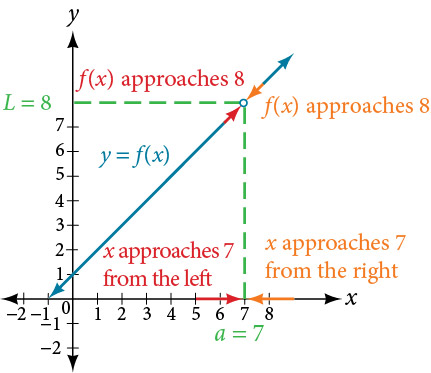 y
f(x) approaches 8
L = 8
f(x) approaches 8
7
y = f(x)
6
5
4
3
2
x approaches 7
from the left
x approaches 7
from the right
1
–2 –1 0 1 2 3 4 5 6 7 8 x
–1
a = 7
–2